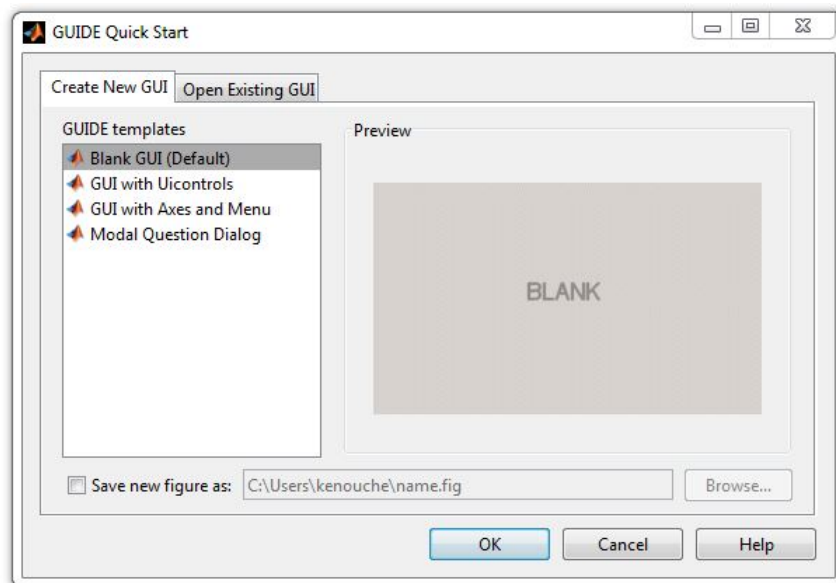 GUIDE Quick Start
Create New GUI
Open Existing GUI
GUIDE templates
Blank GUI (Default)
GUI with Uicontrols
GUI with Axes and Menu
Modal Question Dialog
Preview
BLANK
Save new figure as:
C:\Users\kenouche\name.fig
Browse...
OK
Cancel
Help